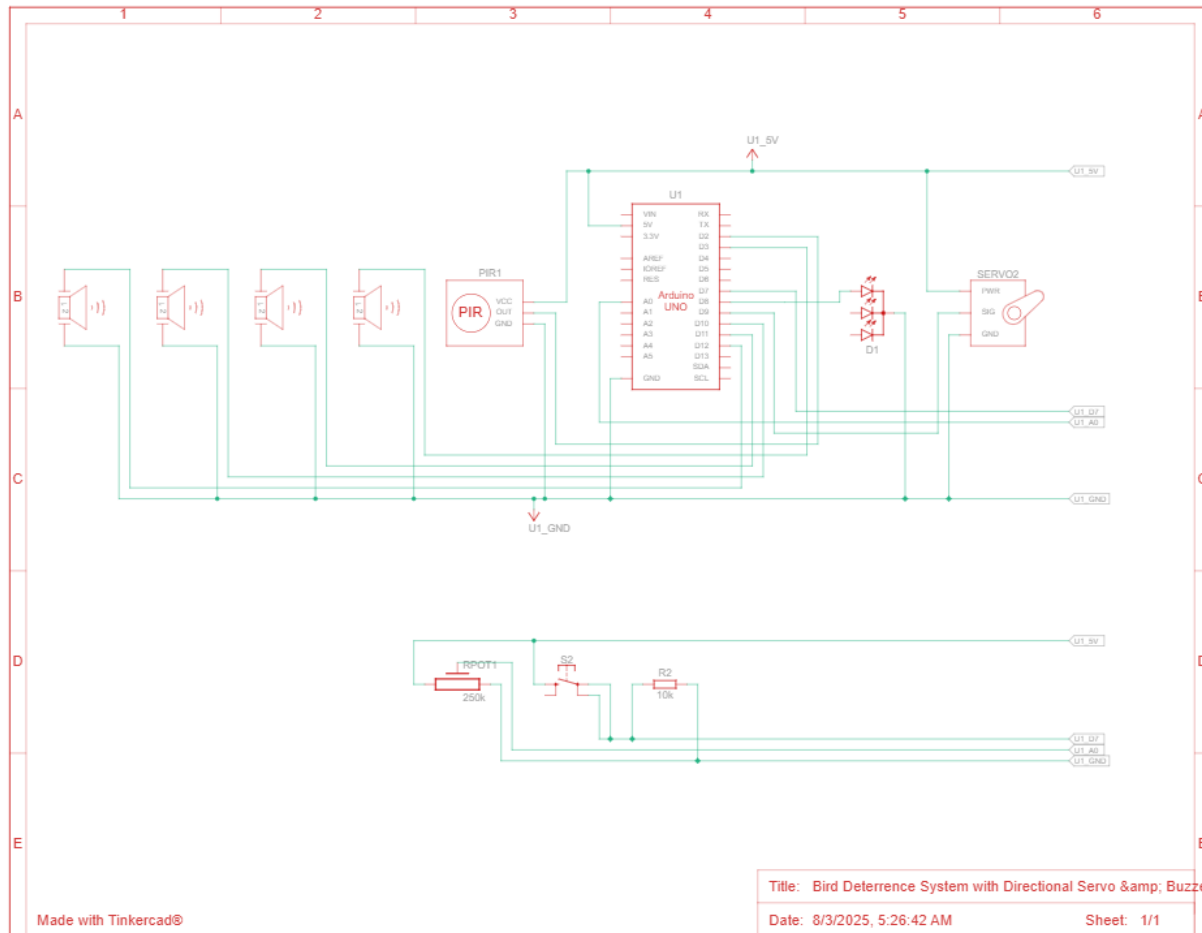 1 2 3 4 5 6
A
U1_5V
U1_5V
U1
VIN RX
5V TX
3.3V D2
D3
AREF D4
IOREF D5
RES D6
D7
A0 D8
A1 D9
A2 D10
A3 D11
A4 D12
A5 D13
SDA
GND SCL
Arduino
UNO
B
PIR1
PIR
VCC
OUT
GND
D1
SERVO2
PWR
SIG
GND
U1_D7
U1_A0
C
U1_GND
U1_GND
U1_5V
D
RPOT1
250k
S2
R2
10k
U1_D7
U1_A0
U1_GND
E
Title: Bird Deterrence System with Directional Servo &amp; Buzze
Made with Tinkercad®
Date: 8/3/2025, 5:26:42 AM Sheet: 1/1